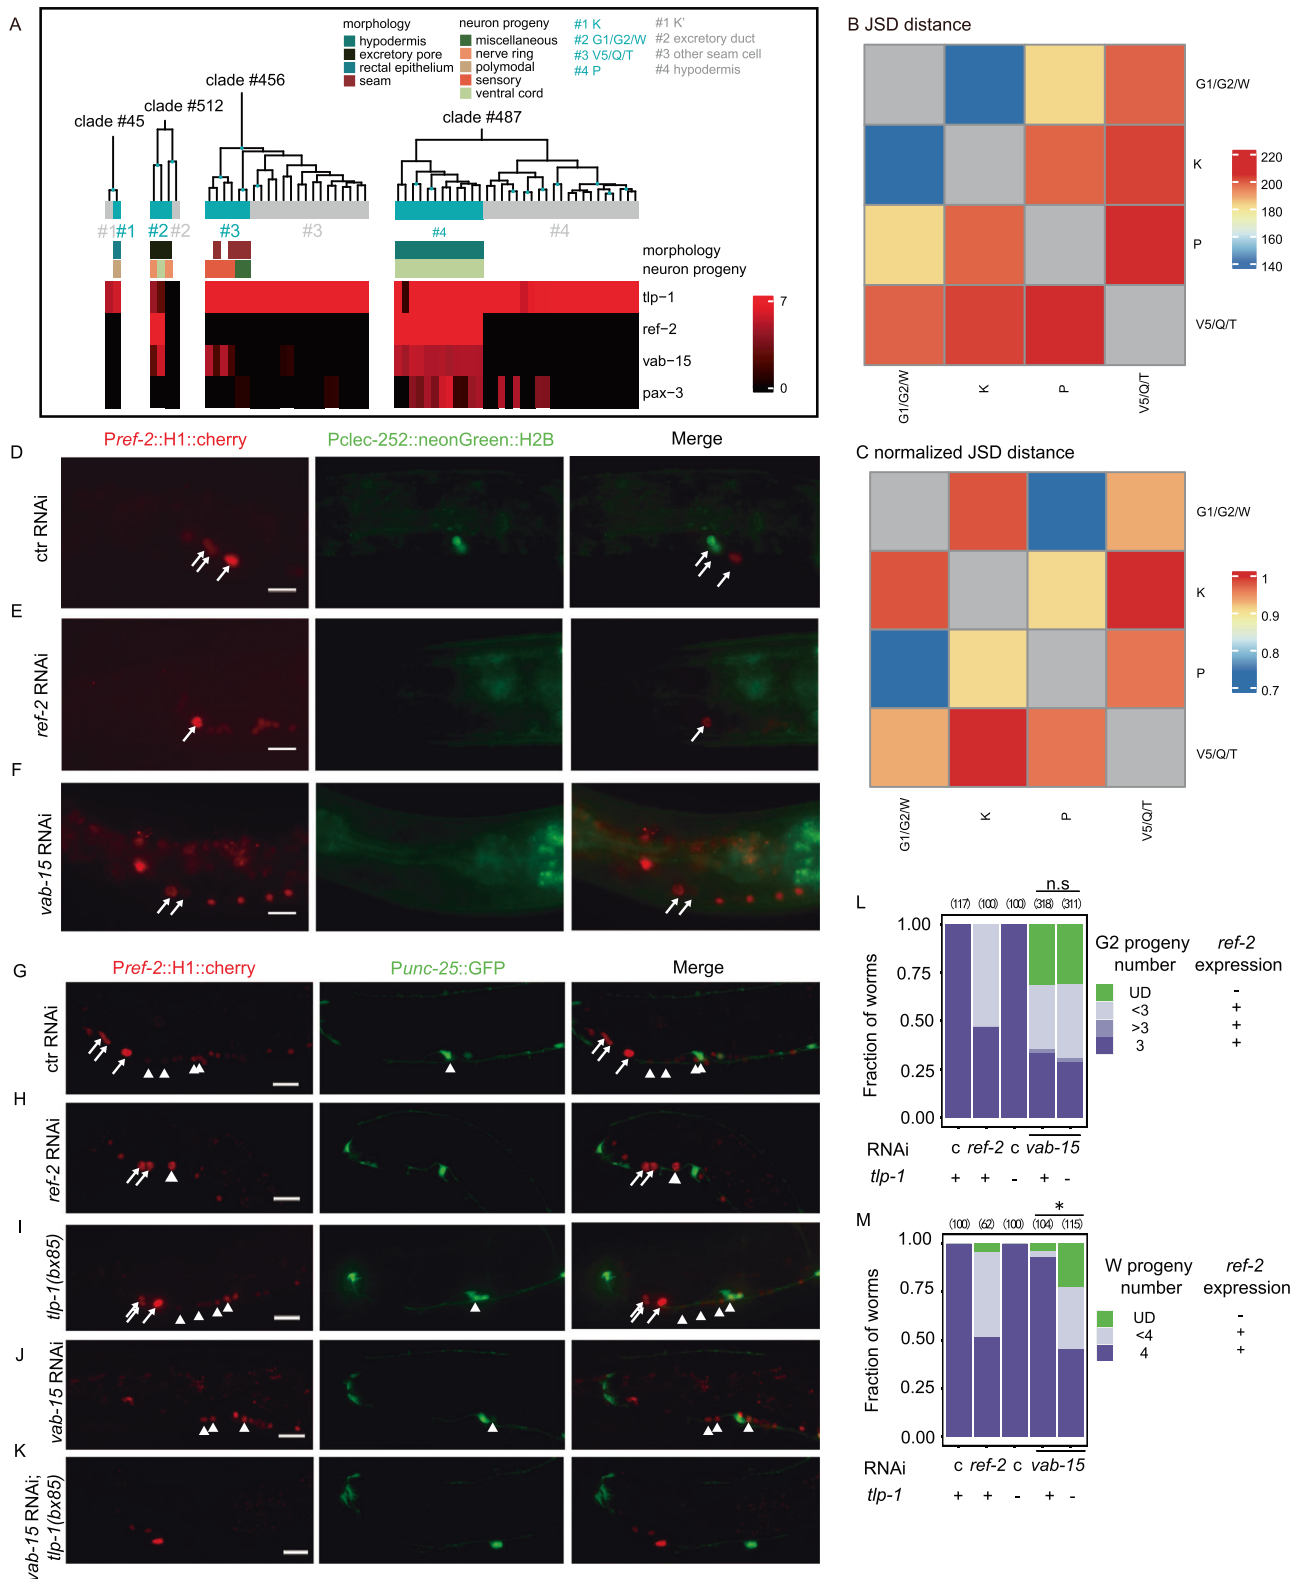 A
morphology
hypodermis
excretory pore
rectal epithelium
seam
neuron progeny
miscellaneous
nerve ring
polymodal
sensory
ventral cord
#1 K
#2 G1/G2/W
#3 V5/Q/T
#4 P
#1 K'
#2 excretory duct
#3 other seam cell
#4 hypodermis
clade #45
clade #512
clade #456
clade #487
#1 #1 #2 #2 #3 #3 #4 #4
morphology
neuron progeny
tlp−1
ref−2
vab−15
pax−3
7
0
B JSD distance
G1/G2/W
K
P
V5/Q/T
G1/G2/W
K
P
V5/Q/T
220
200
180
160
140
C normalized JSD distance
G1/G2/W
K
P
V5/Q/T
G1/G2/W
K
P
V5/Q/T
1
0.9
0.8
0.7
Pref-2::H1::cherry
Pclec-252::neonGreen::H2B
Merge
D
ctr RNAi
E
ref-2 RNAi
F
vab-15 RNAi
Pref-2::H1::cherry
Punc-25::GFP
Merge
G
ctr RNAi
H
ref-2 RNAi
I
tlp-1(bx85)
J
vab-15 RNAi
K
vab-15 RNAi;
tlp-1(bx85)
L
n.s
(117) (100) (100) (318) (311)
1.00
0.75
0.50
0.25
0.00
Fraction of worms
RNAi c ref-2 c vab-15
tlp-1 + + - + -
G2 progeny number
ref-2 expression
UD -
<3 +
>3 +
3 +
M
*
(100) (62) (100) (104) (115)
1.00
0.75
0.50
0.25
0.00
Fraction of worms
RNAi c ref-2 c vab-15
tlp-1 + + - + -
W progeny number
ref-2 expression
UD -
<4 +
4 +